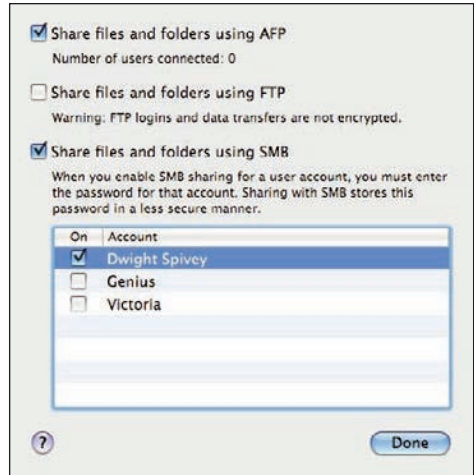 Share files and folders using AFP
Number of users connected: 0
Share files and folders using FTP
Warning: FTP logins and data transfers are not encrypted.
Share files and folders using SMB
When you enable SMB sharing for a user account, you must enter
the password for that account. Sharing with SMB stores this
password in a less secure manner.
On Account
Dwight Spivey
Genius
Victoria
? Done